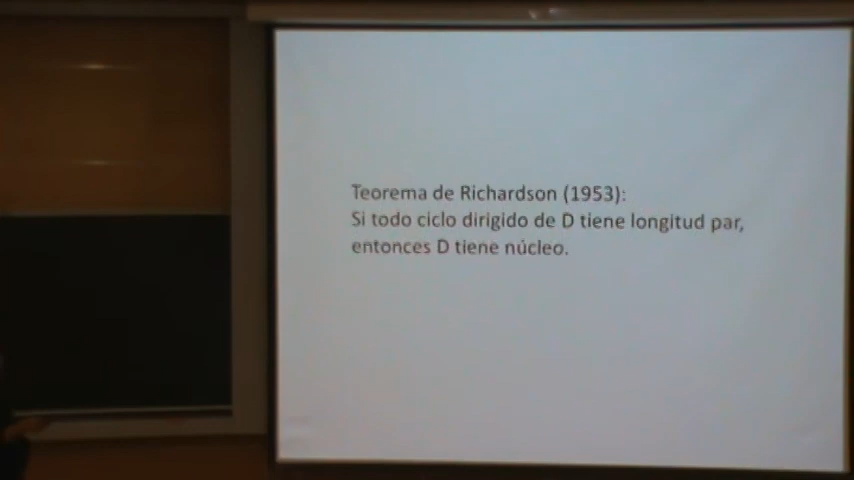 Teorema de Richardson (1953):
Si todo ciclo dirigido de D tiene longitud par,
entonces D tiene núcleo.